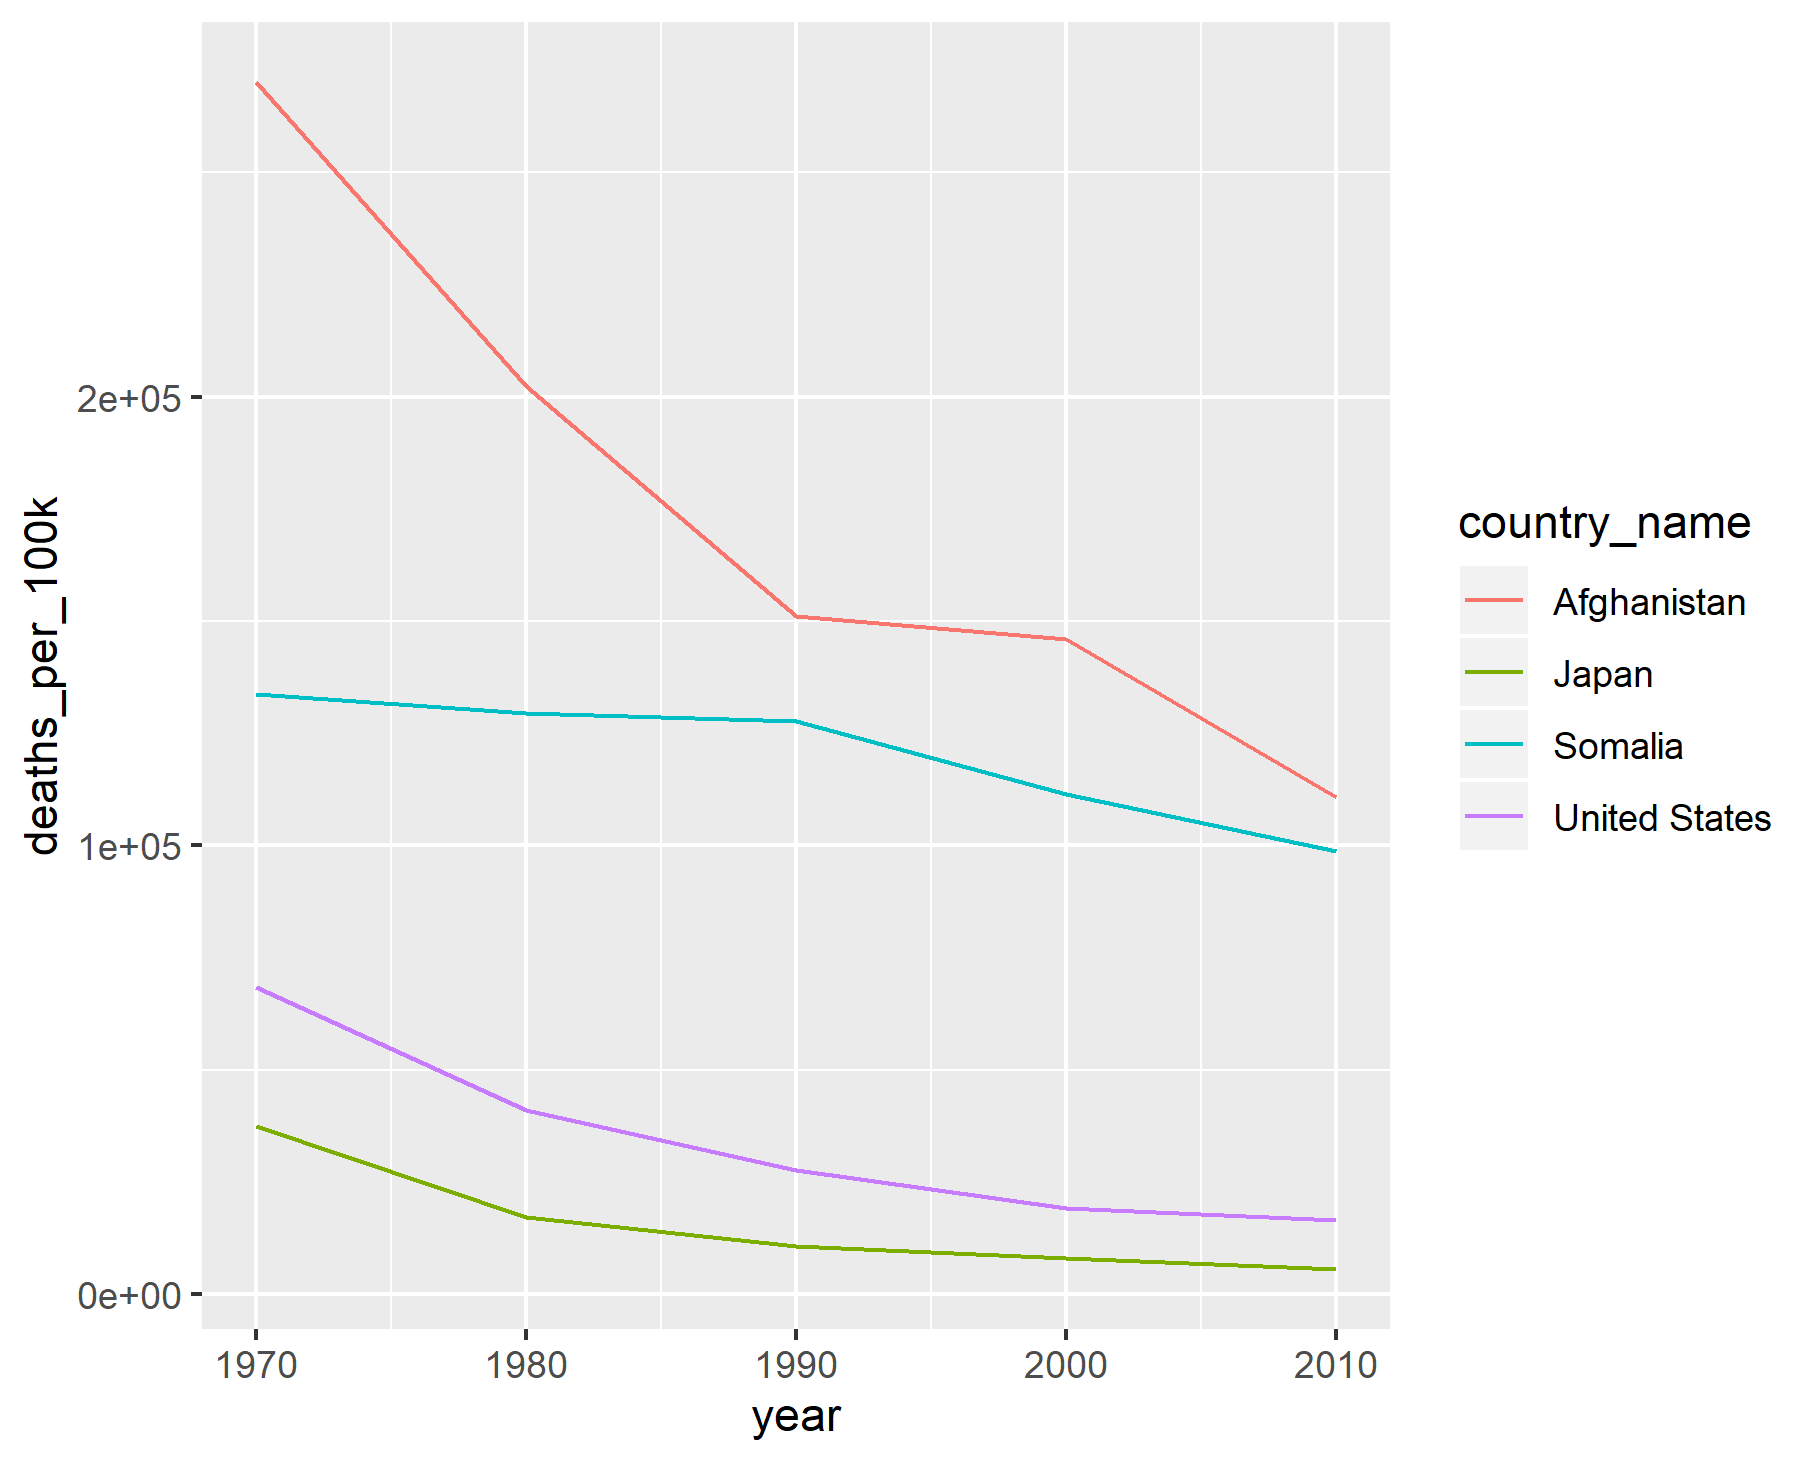 deaths_per_100k
2e+05
1e+05
0e+00
1970 1980 1990 2000 2010
year
country_name
Afghanistan
Japan
Somalia
United States